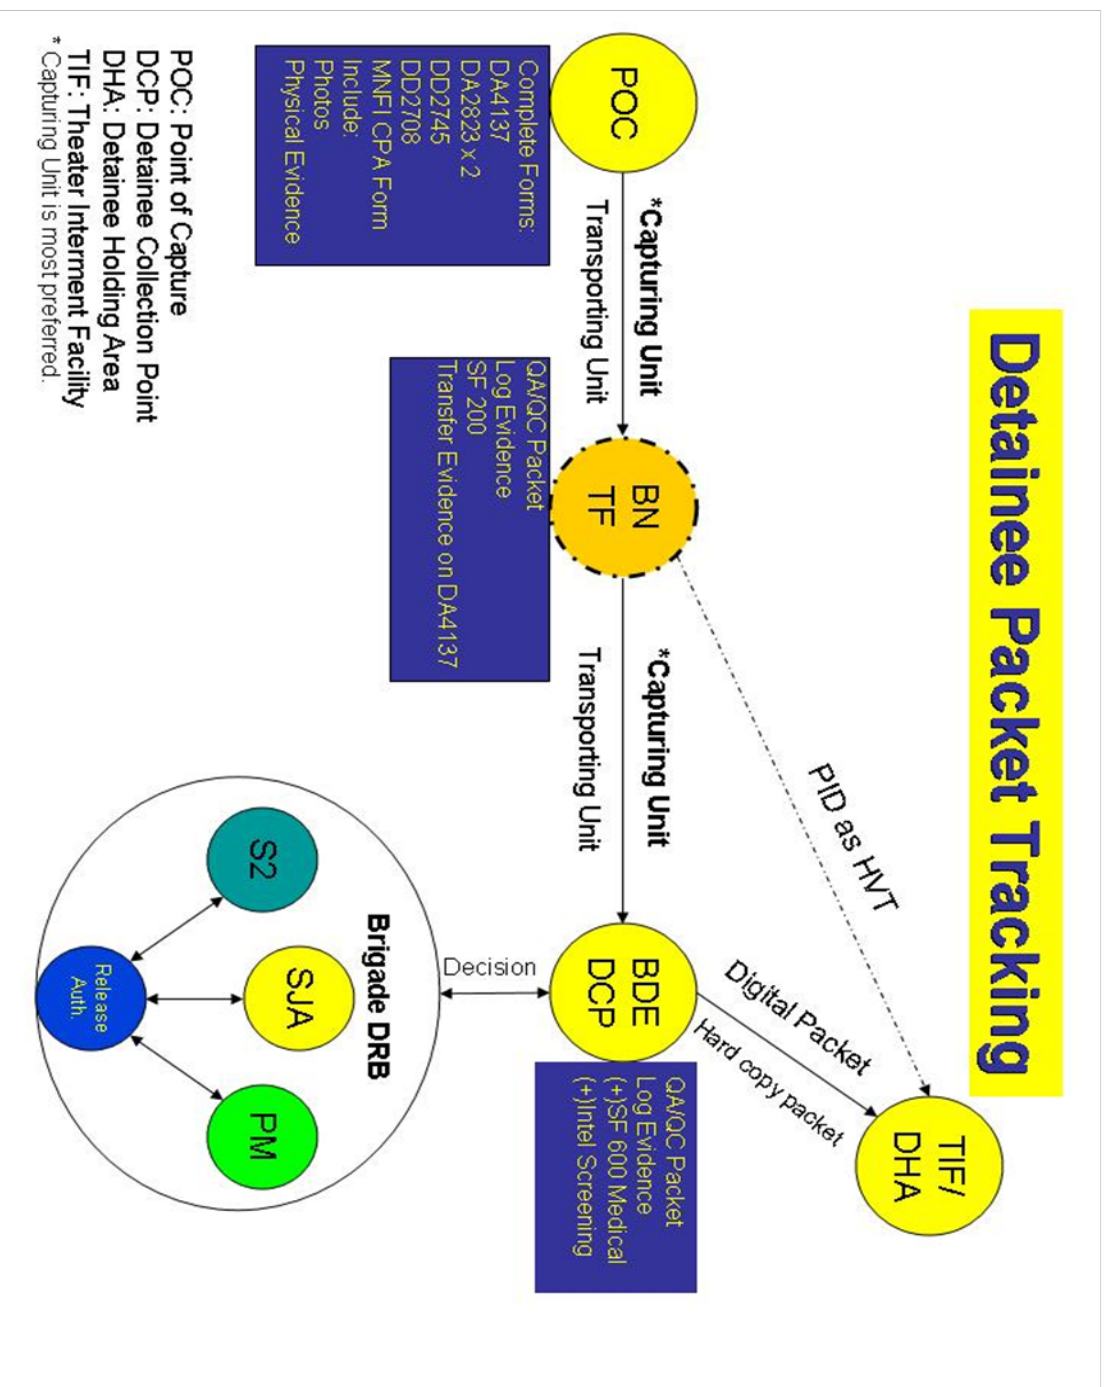 Detainee Packet Tracking
POC
*Capturing Unit
Transporting Unit
BN
TF
*Capturing Unit
Transporting Unit
BDE
DCP
PID as HVT
Digital Packet
Hard copy packet
TIF/
DHA
Complete Forms:
DA4137
DA2823 x 2
DD2745
DD2708
MNFI CPA Form
Include:
Photos
Physical Evidence
QA/QC Packet
Log Evidence
SF 200
Transfer Evidence on DA4137
QA/QC Packet
Log Evidence
(+)SF 600 Medical
(+)Intel Screening
Decision
Brigade DRB
S2
SJA
PM
Release
Auth.
POC: Point of Capture
DCP: Detainee Collection Point
DHA: Detainee Holding Area
TIF: Theater Interment Facility
*Capturing Unit is most preferred.